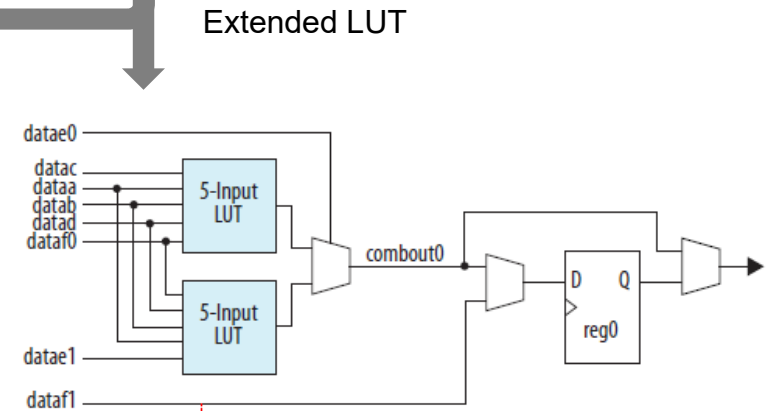 Extended LUT
datae0
datac
dataa
datab
datad
dataf0
5-Input
LUT
combout0
D Q
reg0
5-Input
LUT
datae1
dataf1